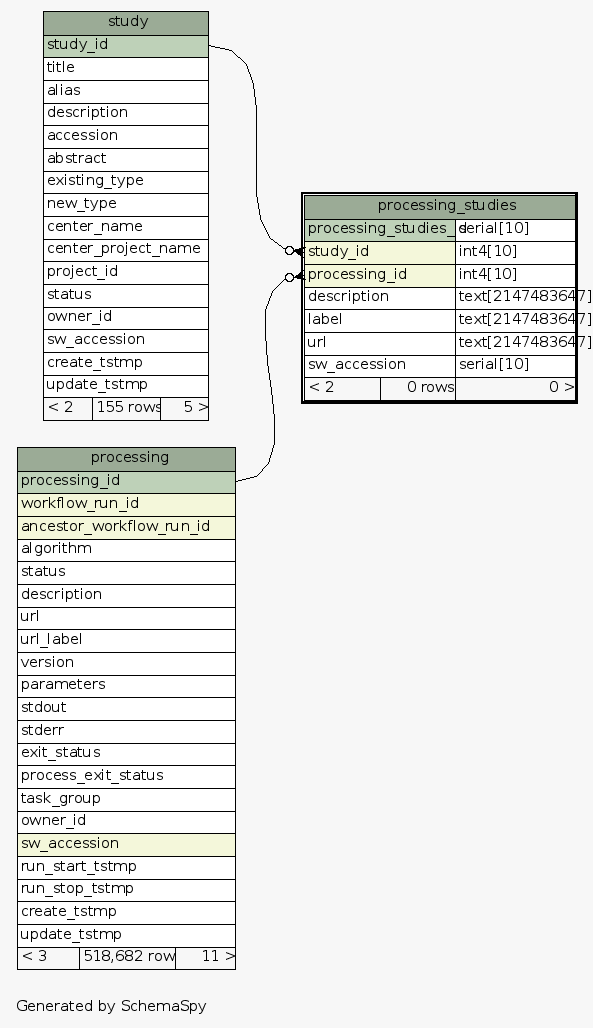 study
study_id
title
alias
description
accession
abstract
existing_type
new_type
center_name
center_project_name
project_id
status
owner_id
sw_accession
create_tstmp
update_tstmp
< 2 155 rows 5 >
processing_studies
processing_studies_ serial[10]
study_id int4[10]
processing_id int4[10]
description text[2147483647]
label text[2147483647]
url text[2147483647]
sw_accession serial[10]
< 2 0 rows 0 >
processing
processing_id
workflow_run_id
ancestor_workflow_run_id
algorithm
status
description
url
url_label
version
parameters
stdout
stderr
exit_status
process_exit_status
task_group
owner_id
sw_accession
run_start_tstmp
run_stop_tstmp
create_tstmp
update_tstmp
< 3 518,682 row 11 >
Generated by SchemaSpy